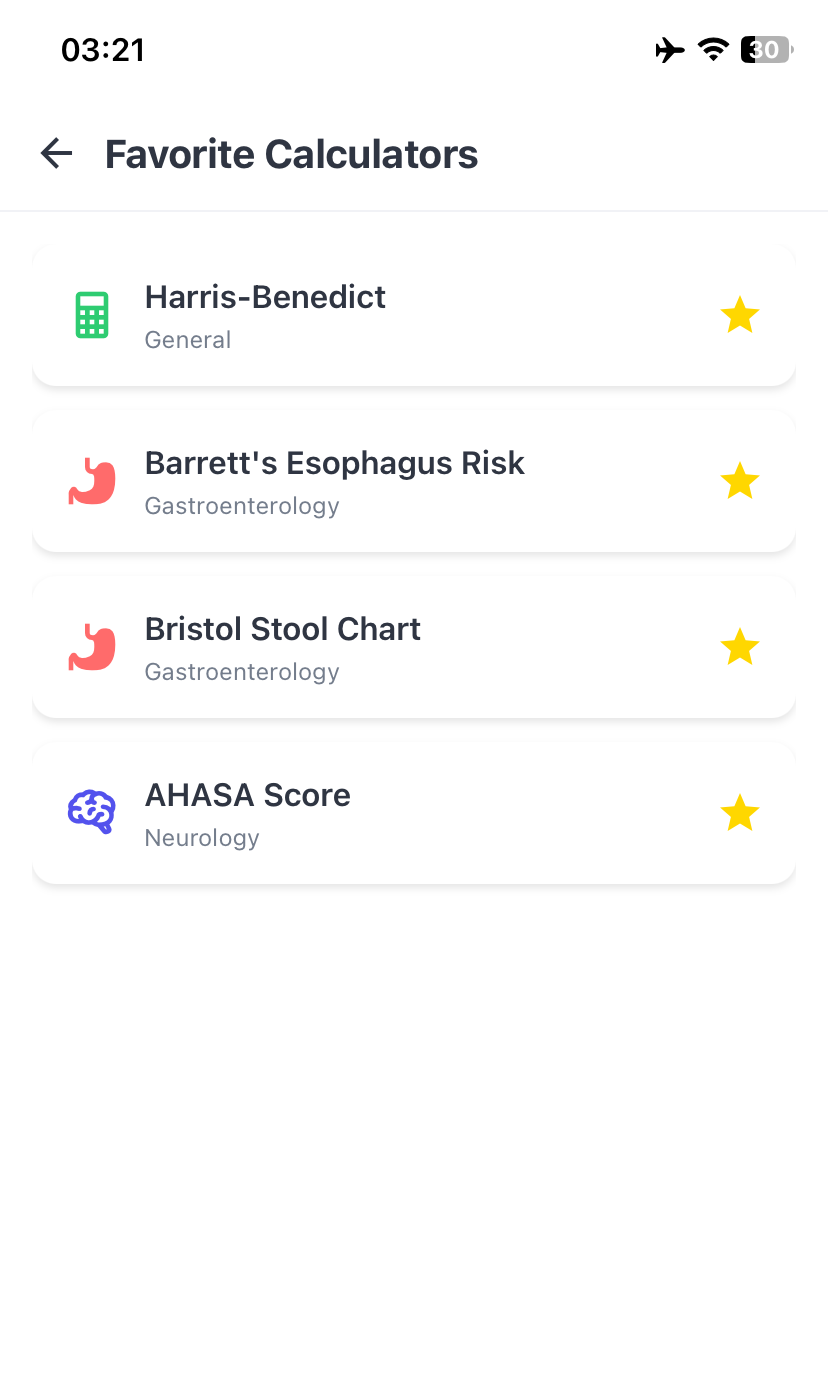 03:21
30
Favorite Calculators
Harris-Benedict
General
Barrett's Esophagus Risk
Gastroenterology
Bristol Stool Chart
Gastroenterology
AHASA Score
Neurology